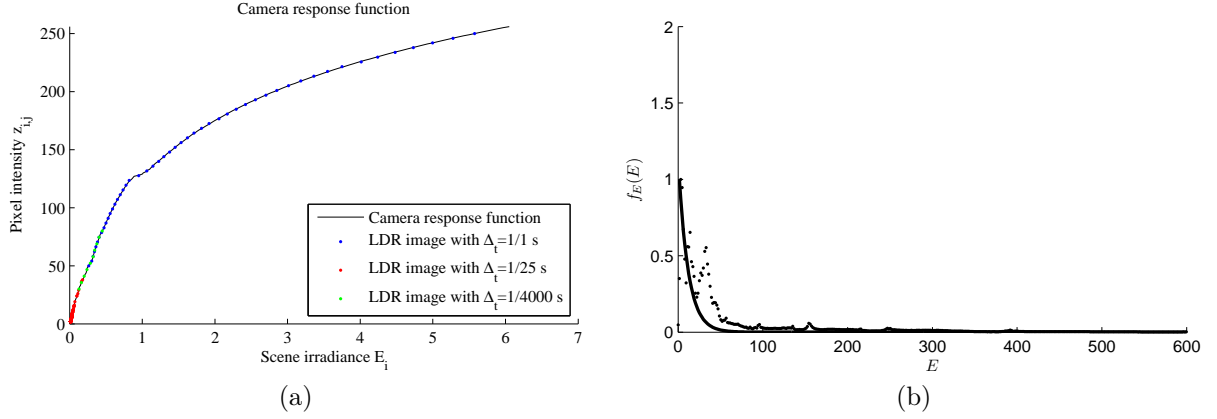 Camera response function
Pixel intensity z_{i,j}
250
200
150
100
50
0
0 1 2 3 4 5 6 7
Scene irradiance E_i
Camera response function
LDR image with Δ_t=1/1 s
LDR image with Δ_t=1/25 s
LDR image with Δ_t=1/4000 s
(a)
f_E(E)
2
1.5
1
0.5
0
0 100 200 300 400 500 600
E
(b)